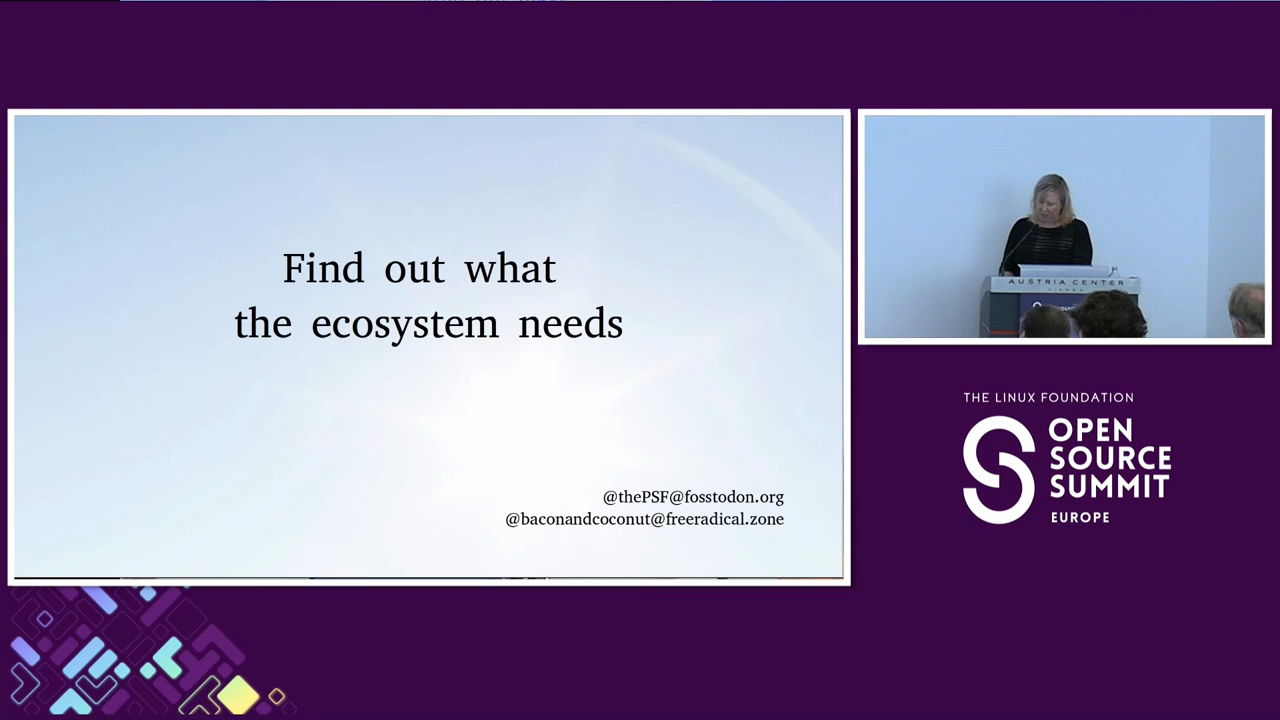 Find out what
the ecosystem needs
@thePSF@fosstodon.org
@baconandcoconut@freeradical.zone
AUSTRIA CENTER
VIENNA
THE LINUX FOUNDATION
OPEN
SOURCE
SUMMIT
EUROPE